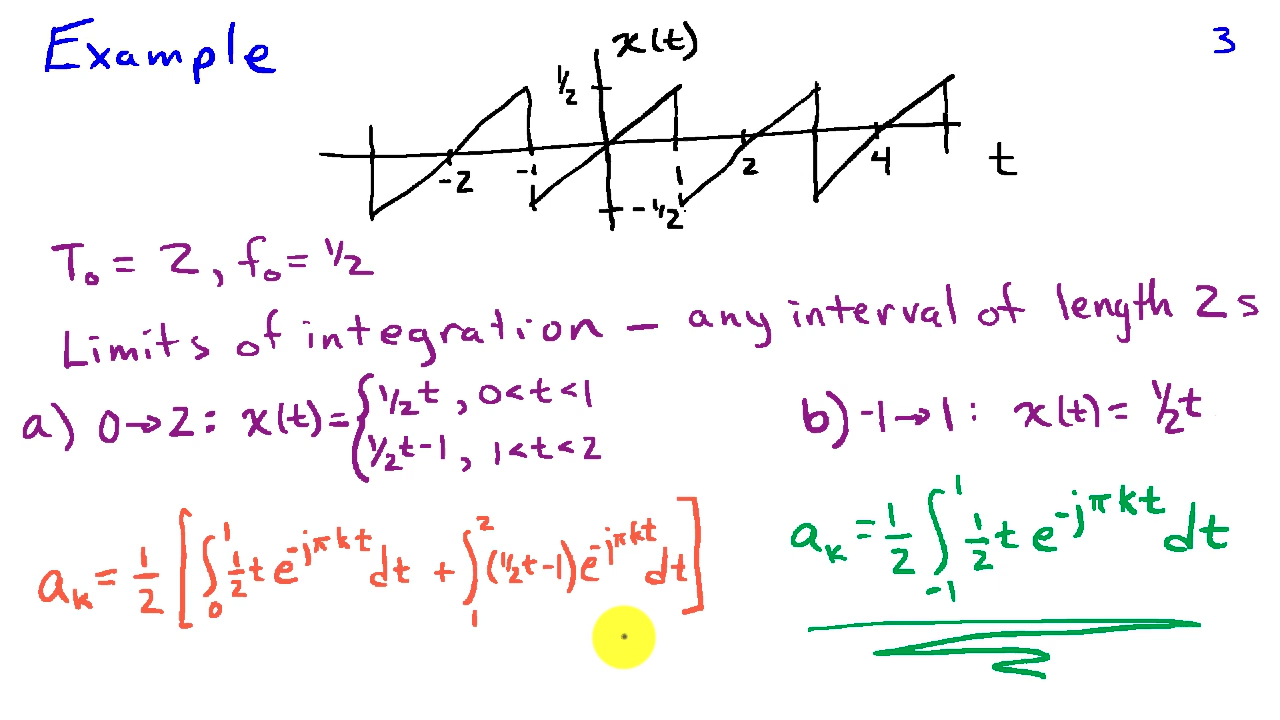 Example
3
x(t)
1/2
-2 -1 1 2 4 t
-1/2
T₀ = 2, f₀ = 1/2
Limits of integration – any interval of length 2 s
a) 0→2: x(t) = { 1/2 t, 0<t<1
1/2 t-1, 1<t<2
b) -1→1: x(t) = 1/2 t
aₖ = 1/2 [ ∫₀¹ 1/2 t e^{-jπkt} dt + ∫₁² (1/2 t -1) e^{-jπkt} dt ]
aₖ = 1/2 ∫₋₁¹ 1/2 t e^{-jπkt} dt